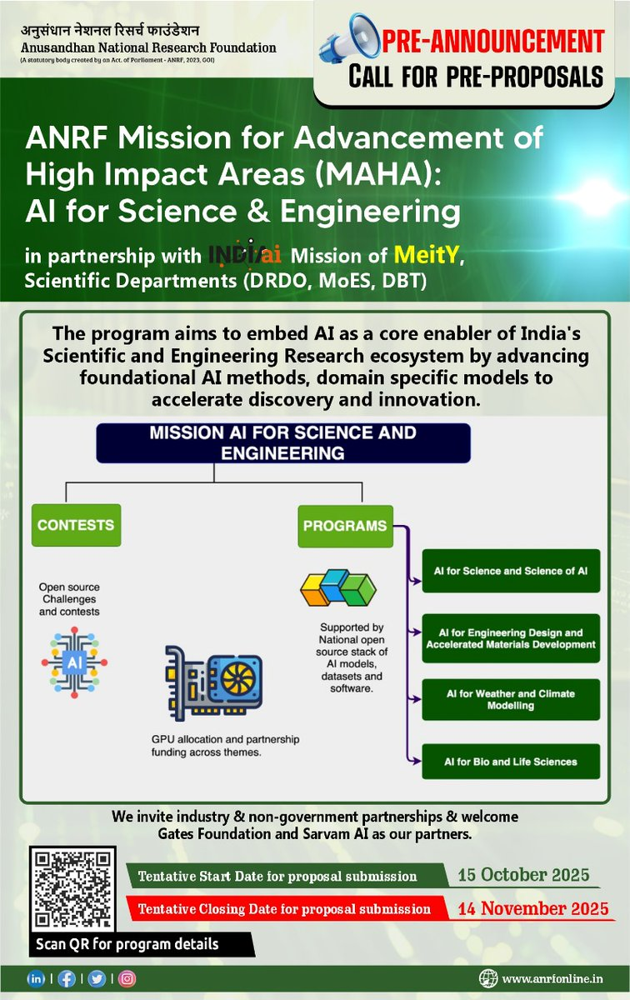 अनुसंधान नेशनल रिसर्च फाउंडेशन
Anusandhan National Research Foundation
(A statutory body created by an Act. of Parliament - ANRF, 2023, GOI)
PRE-ANNOUNCEMENT
CALL FOR PRE-PROPOSALS
ANRF Mission for Advancement of
High Impact Areas (MAHA):
AI for Science & Engineering
in partnership with INDIAai Mission of MeitY,
Scientific Departments (DRDO, MoES, DBT)
The program aims to embed AI as a core enabler of India's
Scientific and Engineering Research ecosystem by advancing
foundational AI methods, domain specific models to
accelerate discovery and innovation.
MISSION AI FOR SCIENCE AND
ENGINEERING
CONTESTS
Open source
Challenges
and contests
AI
GPU allocation and partnership
funding across themes.
PROGRAMS
Supported by
National open
source stack of
AI models,
datasets and
software.
AI for Science and Science of AI
AI for Engineering Design and
Accelerated Materials Development
AI for Weather and Climate
Modelling
AI for Bio and Life Sciences
We invite industry & non-government partnerships & welcome
Gates Foundation and Sarvam AI as our partners.
Tentative Start Date for proposal submission 15 October 2025
Tentative Closing Date for proposal submission 14 November 2025
Scan QR for program details
www.anrfonline.in